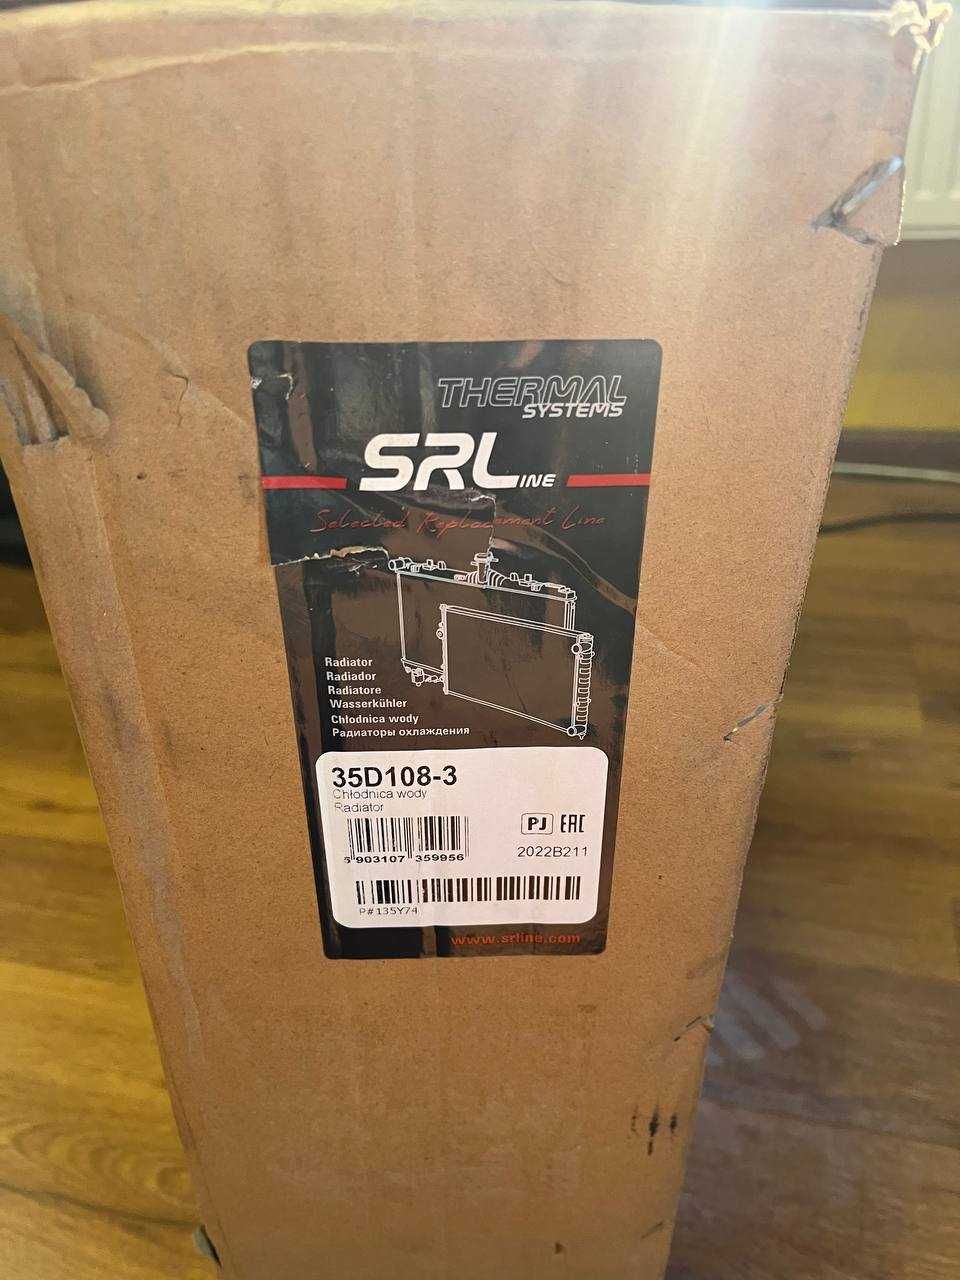 THERMAL
SYSTEMS
SRLINE
Selected Replacement Line
Radiator
Radiador
Radiatore
Wasserkühler
Chłodnica wody
Радиаторы охлаждения
35D108-3
Chłodnica wody
Radiator
PJ EAC
5 903107 359956
2022B211
P#135Y74
www.srline.com